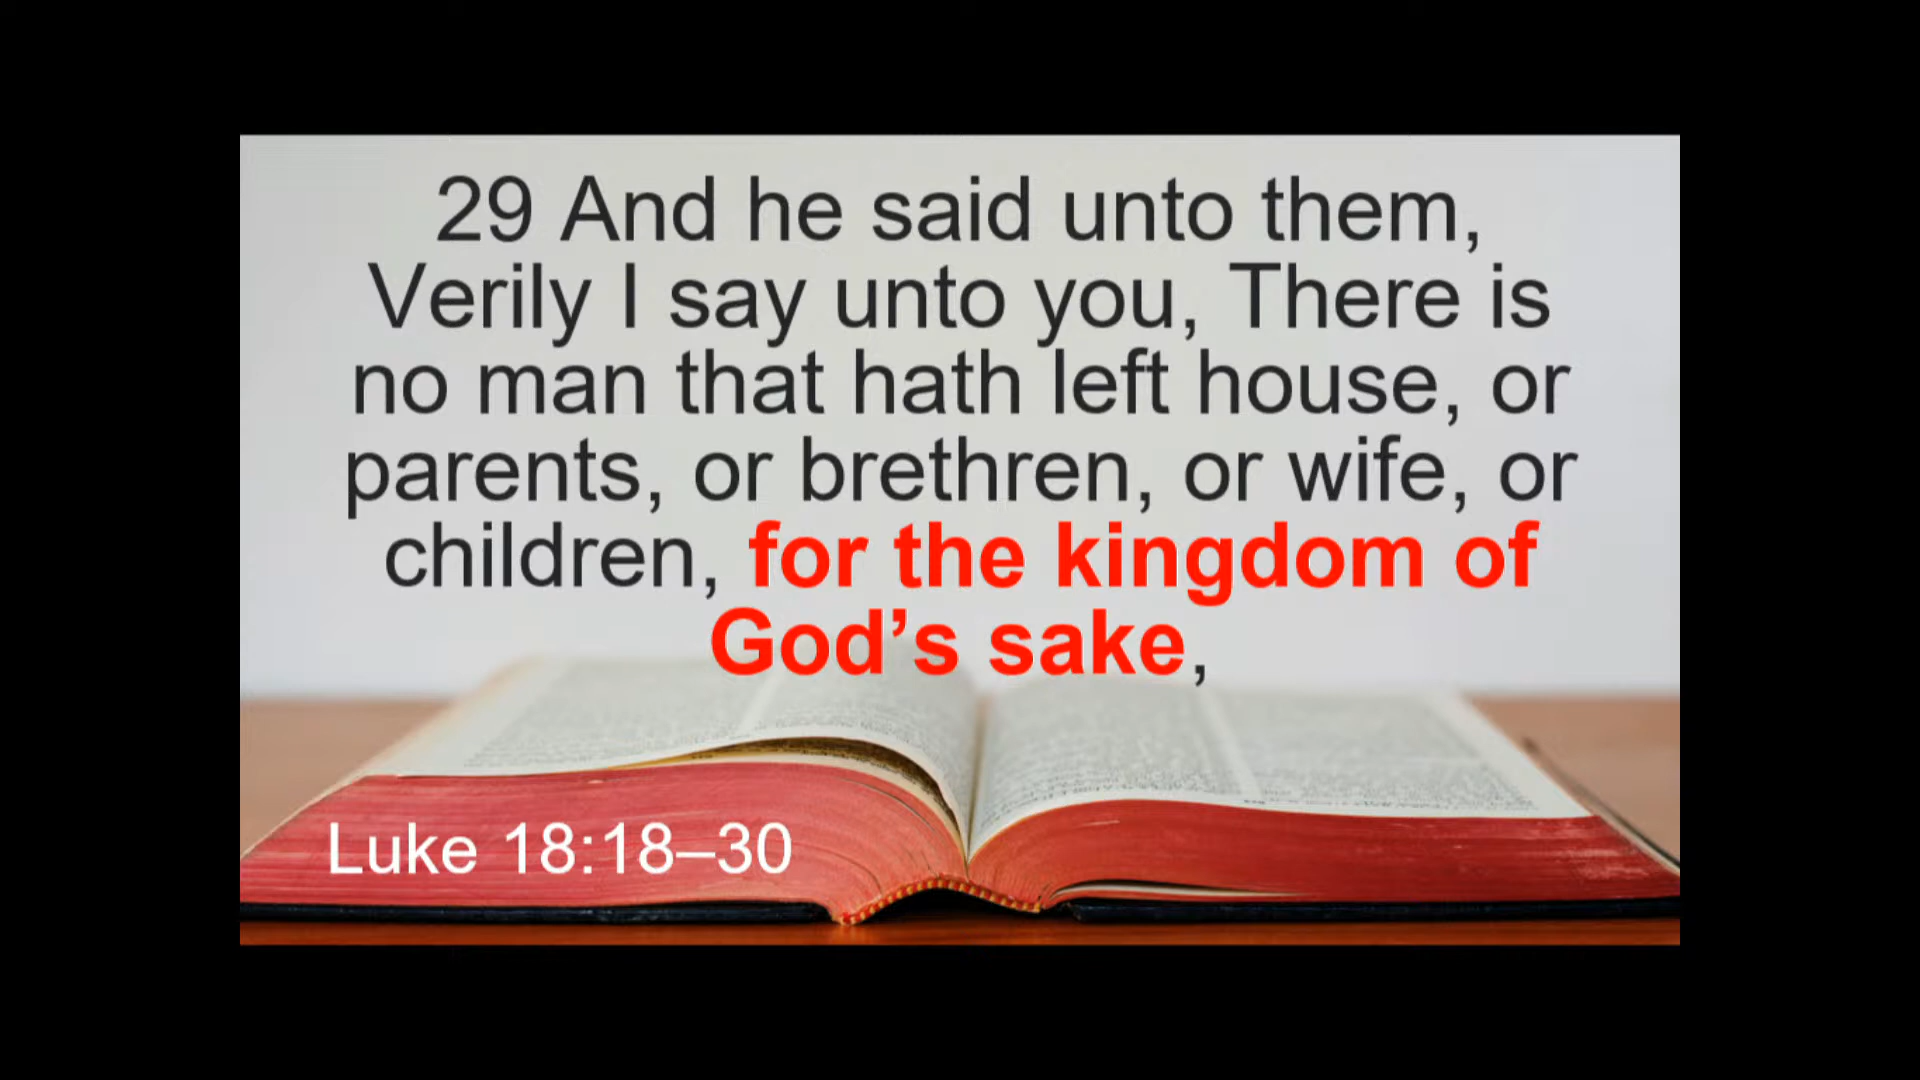 29 And he said unto them,
Verily I say unto you, There is
no man that hath left house, or
parents, or brethren, or wife, or
children, for the kingdom of
God’s sake,
Luke 18:18–30